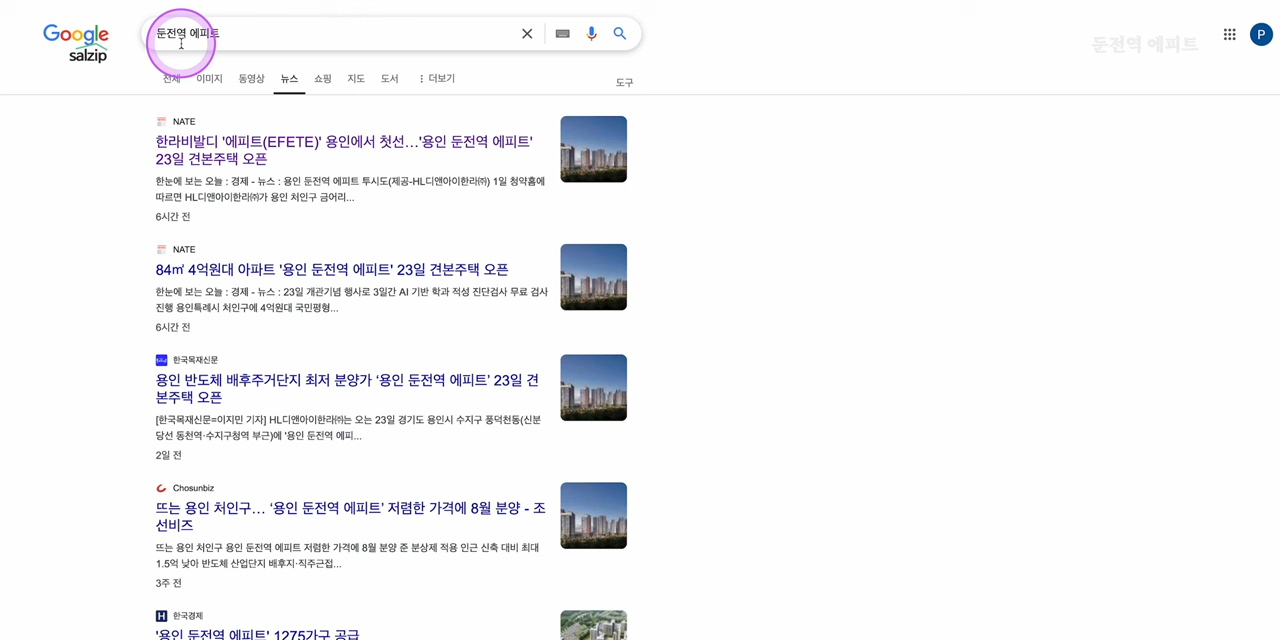 Google
salzip
둔전역 에피트
둔전역 에피트
P
전체 이미지 동영상 뉴스 쇼핑 지도 도서 ⋮ 더보기
도구
NATE
한라비발디 '에피트(EFETE)' 용인에서 첫선…'용인 둔전역 에피트'
23일 견본주택 오픈
한눈에 보는 오늘 : 경제 - 뉴스 : 용인 둔전역 에피트 투시도(제공-HL디앤아이한라㈜) 1일 청약홈에
따르면 HL디앤아이한라㈜가 용인 처인구 금어리...
6시간 전
NATE
84㎡ 4억원대 아파트 '용인 둔전역 에피트' 23일 견본주택 오픈
한눈에 보는 오늘 : 경제 - 뉴스 : 23일 개관기념 행사로 3일간 AI 기반 학과 적성 진단검사 무료 검사
진행 용인특례시 처인구에 4억원대 국민평형...
6시간 전
한국목재신문
용인 반도체 배후주거단지 최저 분양가 ‘용인 둔전역 에피트’ 23일 견
본주택 오픈
[한국목재신문=이지민 기자] HL디앤아이한라㈜는 오는 23일 경기도 용인시 수지구 풍덕천동(신분
당선 동천역·수지구청역 부근)에 '용인 둔전역 에피...
2일 전
Chosunbiz
뜨는 용인 처인구… ‘용인 둔전역 에피트’ 저렴한 가격에 8월 분양 - 조
선비즈
뜨는 용인 처인구 용인 둔전역 에피트 저렴한 가격에 8월 분양 준 분상제 적용 인근 신축 대비 최대
1.5억 낮아 반도체 산업단지 배후지·직주근접...
3주 전
H 한국경제
'용인 둔전역 에피트' 1275가구 공급